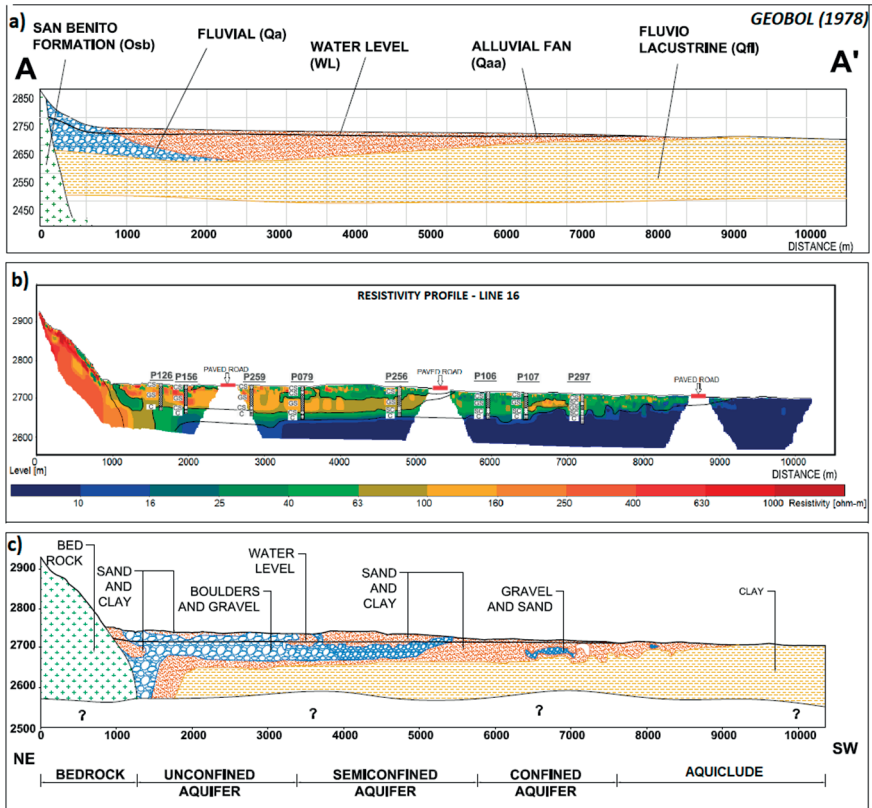 a)
GEOBOL (1978)
SAN BENITO
FORMATION (Osb)
FLUVIAL (Qa)
WATER LEVEL
(WL)
ALLUVIAL FAN
(Qaa)
FLUVIO
LACUSTRINE (Qfl)
A
A'
2850
2750
2650
2550
2450
0 1000 2000 3000 4000 5000 6000 7000 8000 9000 10000
DISTANCE (m)
b)
RESISTIVITY PROFILE - LINE 16
2900
2800
2700
2600
P126 P156 PAVED ROAD P259 P079 P256 PAVED ROAD P106 P107 P297 PAVED ROAD
0 1000 2000 3000 4000 5000 6000 7000 8000 9000 10000
Level [m]
DISTANCE (m)
10 16 25 40 63 100 160 250 400 630 1000 Resistivity [ohm-m]
c)
BED
ROCK
SAND
AND
CLAY
BOULDERS
AND GRAVEL
WATER
LEVEL
SAND
AND
CLAY
GRAVEL
AND SAND
CLAY
2900
2800
2700
2600
2500
? ? ? ?
0 1000 2000 3000 4000 5000 6000 7000 8000 9000 10000
NE
SW
BEDROCK
UNCONFINED
AQUIFER
SEMICONFINED
AQUIFER
CONFINED
AQUIFER
AQUICLUDE